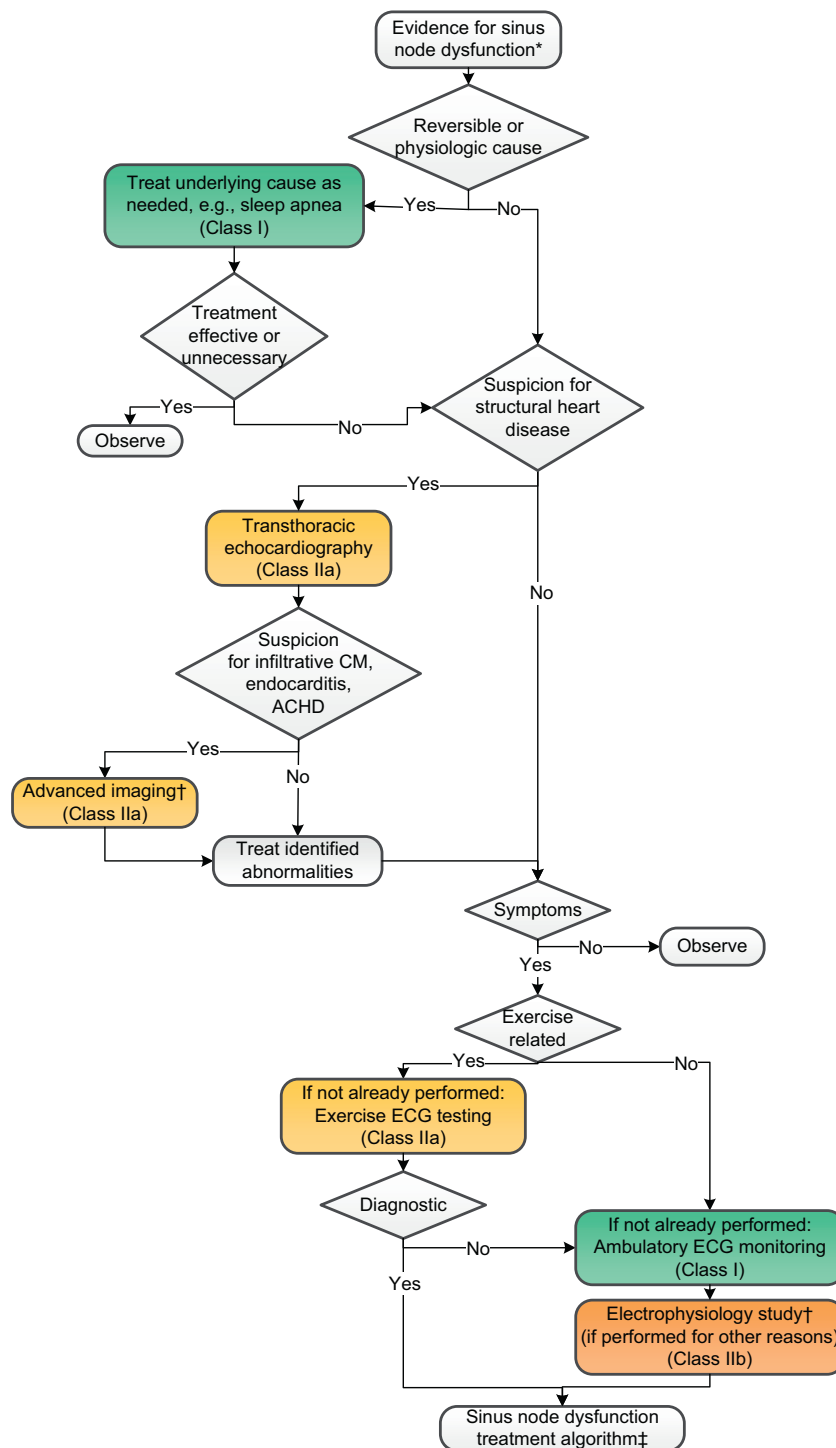 Evidence for sinus
node dysfunction*
Reversible or
physiologic cause
Treat underlying cause as
needed, e.g., sleep apnea
(Class I)
Yes
No
Treatment
effective or
unnecessary
Suspicion for
structural heart
disease
Yes
No
Observe
Yes
Transthoracic
echocardiography
(Class IIa)
No
Suspicion
for infiltrative CM,
endocarditis,
ACHD
Yes
No
Advanced imaging†
(Class IIa)
Treat identified
abnormalities
Symptoms
No
Observe
Yes
Exercise
related
Yes
No
If not already performed:
Exercise ECG testing
(Class IIa)
Diagnostic
No
If not already performed:
Ambulatory ECG monitoring
(Class I)
Yes
Electrophysiology study†
(if performed for other reasons)
(Class IIb)
Sinus node dysfunction
treatment algorithm‡